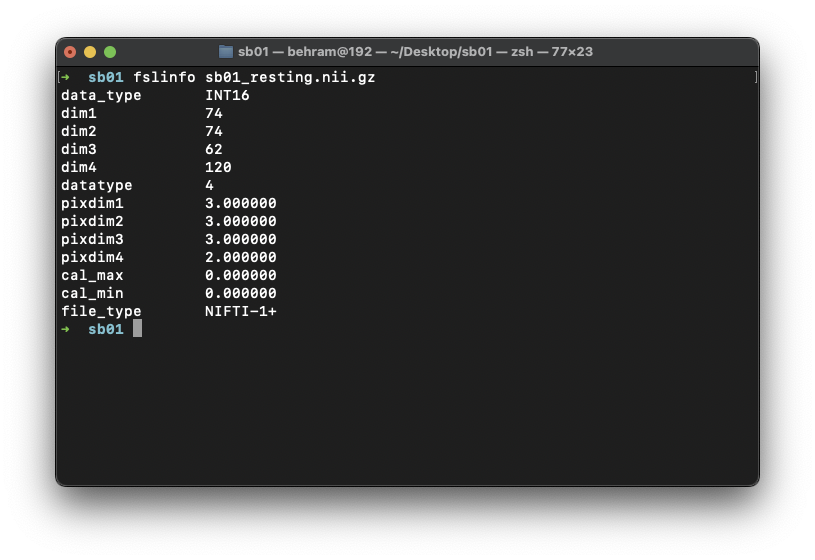 sb01 — behram@192 — ~/Desktop/sb01 — zsh — 77×23
[➜  sb01 fslinfo sb01_resting.nii.gz ]
data_type INT16
dim1 74
dim2 74
dim3 62
dim4 120
datatype 4
pixdim1 3.000000
pixdim2 3.000000
pixdim3 3.000000
pixdim4 2.000000
cal_max 0.000000
cal_min 0.000000
file_type NIFTI-1+
➜  sb01